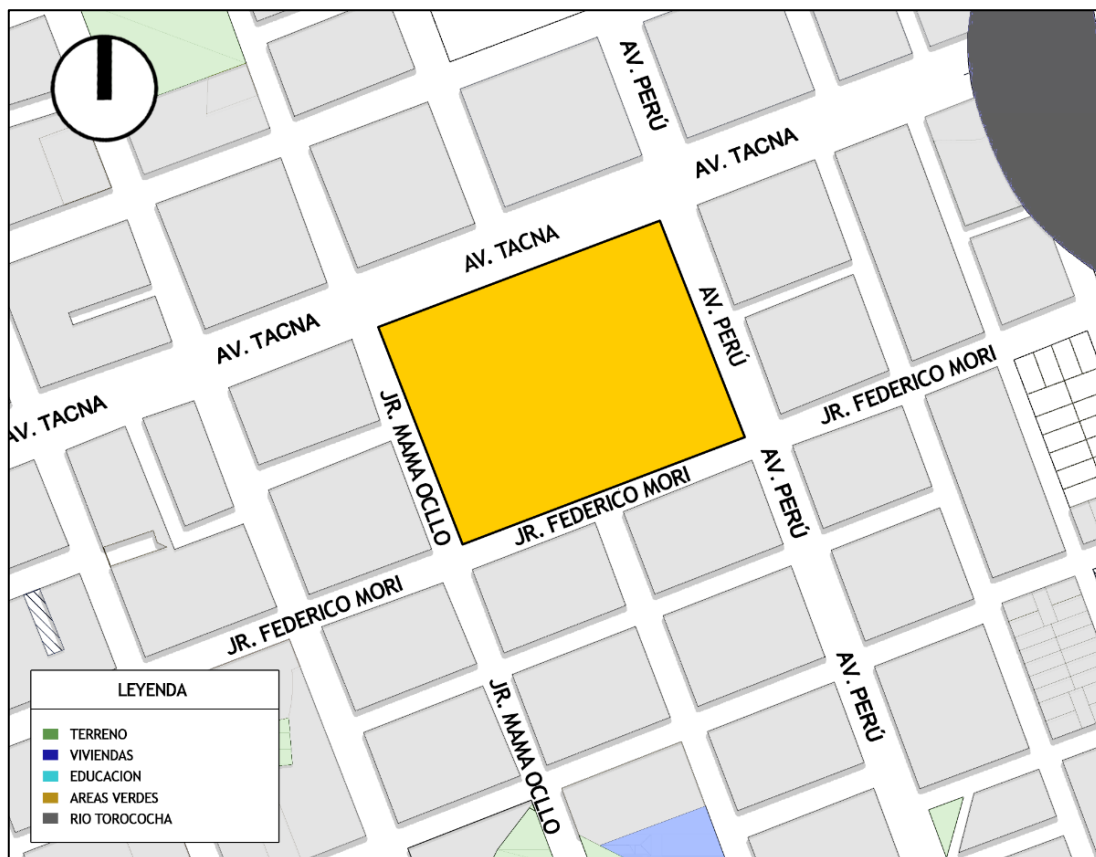 AV. PERÚ
AV. TACNA
AV. TACNA
AV. PERÚ
AV. TACNA
JR. FEDERICO MORI
AV. TACNA
JR. MAMA OCLLO
AV. PERÚ
JR. FEDERICO MORI
JR. FEDERICO MORI
AV. PERÚ
JR. MAMA OCLLO
LEYENDA
TERRENO
VIVIENDAS
EDUCACION
AREAS VERDES
RIO TOROCOCHA